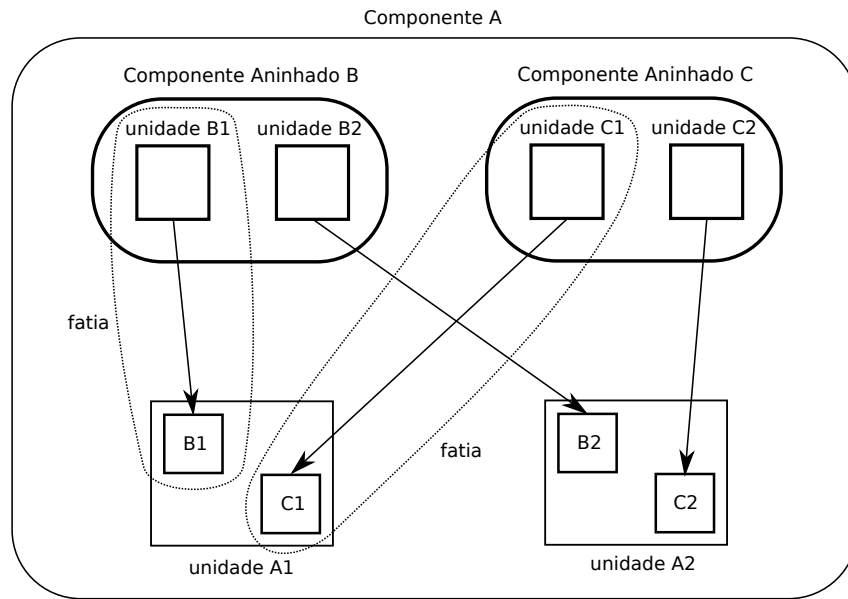 Componente A
Componente Aninhado B
Componente Aninhado C
unidade B1
unidade B2
unidade C1
unidade C2
fatia
B1
C1
unidade A1
fatia
B2
C2
unidade A2